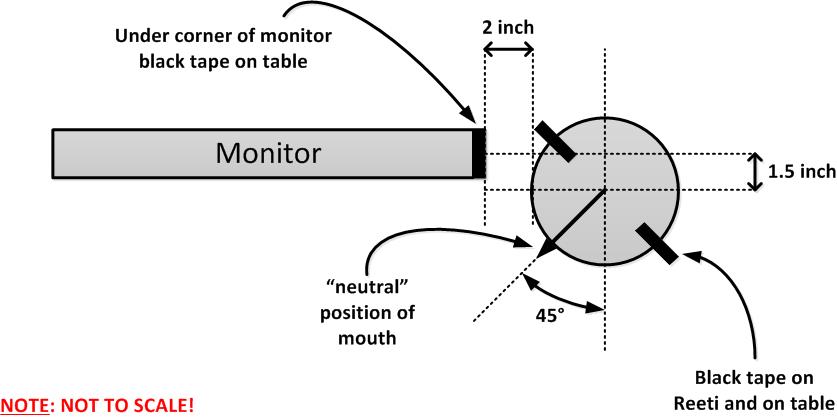 Under corner of monitor
black tape on table
2 inch
Monitor
1.5 inch
“neutral”
position of
mouth
45°
Black tape on
Reeti and on table
NOTE: NOT TO SCALE!